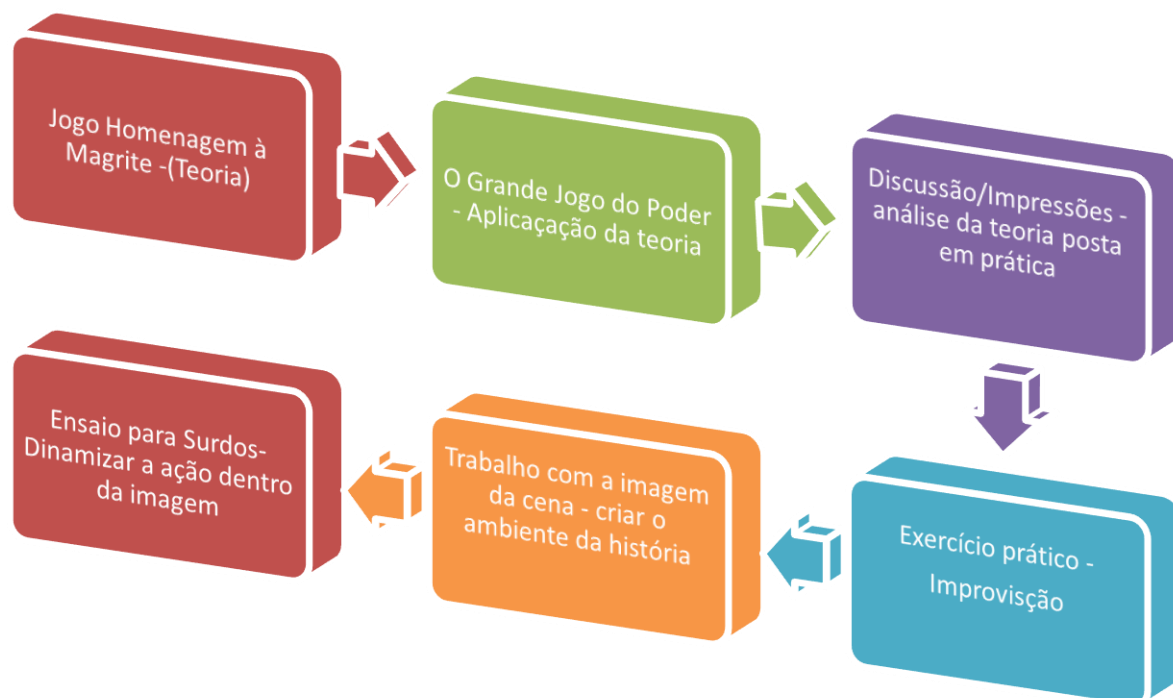 Jogo Homenagem à
Magrite -(Teoria)
O Grande Jogo do Poder
- Aplicaçação da teoria
Discussão/Impressões -
análise da teoria posta
em prática
Exercício prático -
Improvisção
Trabalho com a imagem
da cena - criar o
ambiente da história
Ensaio para Surdos-
Dinamizar a ação dentro
da imagem